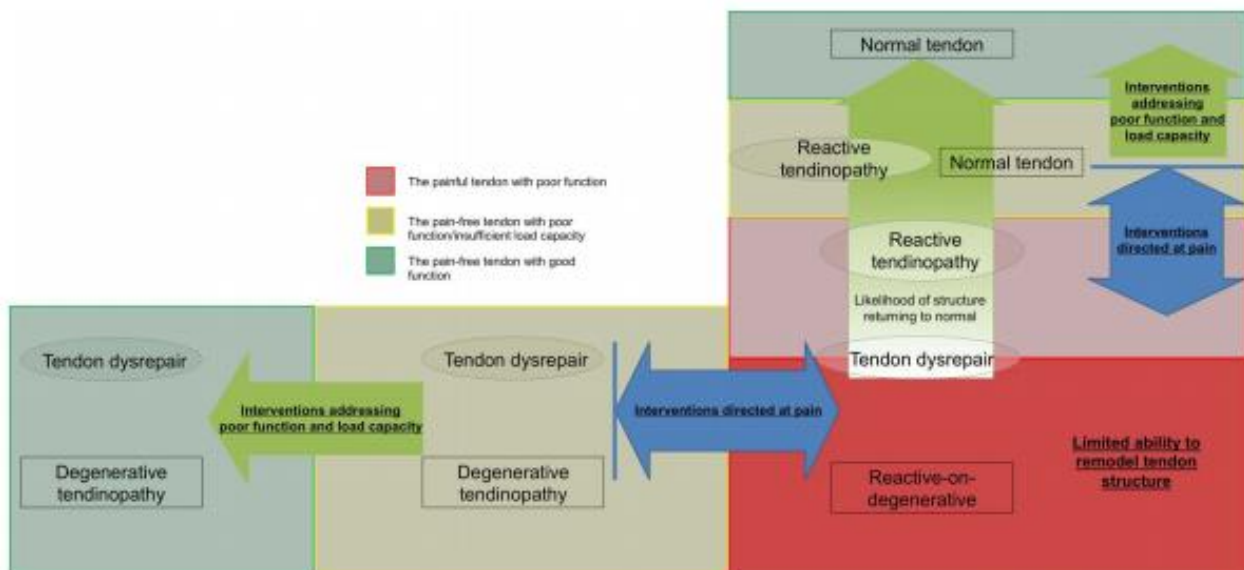 Normal tendon
Interventions
addressing
poor function and
load capacity
Reactive
tendinopathy
Normal tendon
The painful tendon with poor function
The pain-free tendon with poor
function/insufficient load capacity
The pain-free tendon with good
function
Reactive
tendinopathy
Interventions
directed at pain
Likelihood of structure
returning to normal
Tendon dysrepair
Tendon dysrepair
Tendon dysrepair
Interventions addressing
poor function and load capacity
Interventions directed at pain
Degenerative
tendinopathy
Degenerative
tendinopathy
Reactive-on-
degenerative
Limited ability to
remodel tendon
structure